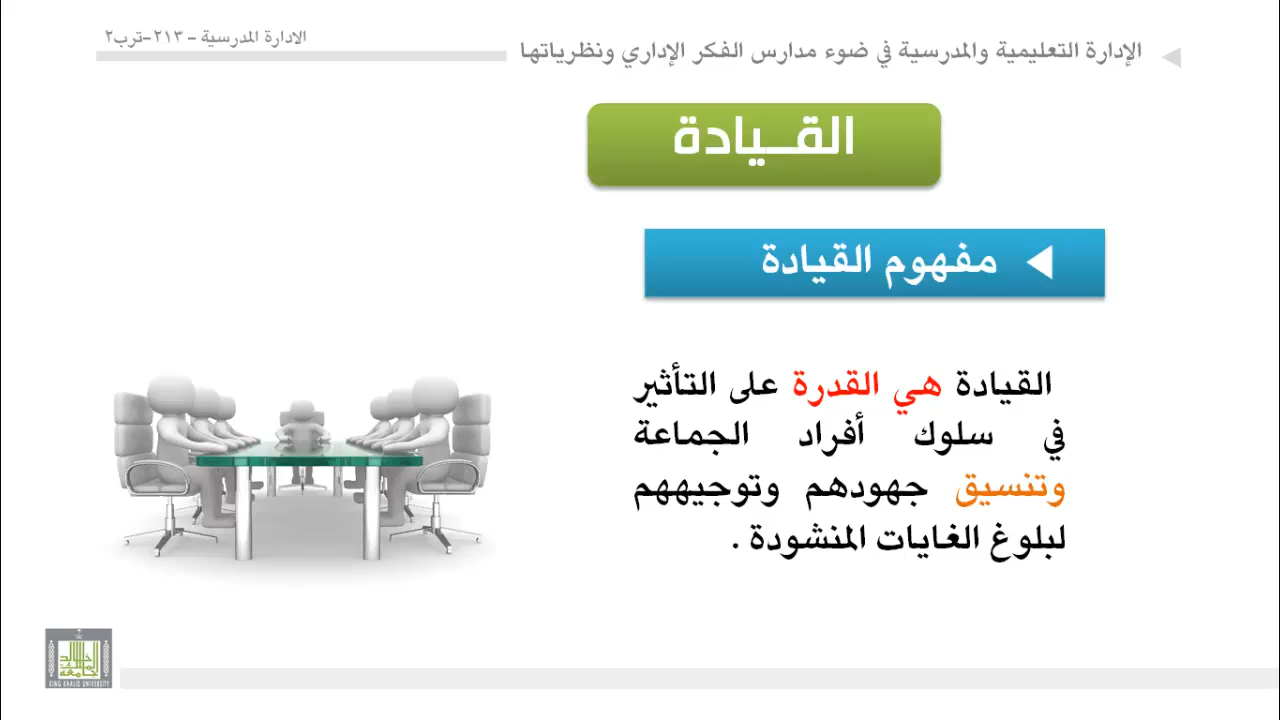 الادارة المدرسية - ٢١٣-ترب٢
الإدارة التعليمية والمدرسية في ضوء مدارس الفكر الإداري ونظرياتها
القــيادة
مفهوم القيادة
القيادة هي القدرة على التأثير
في سلوك أفراد الجماعة
وتنسيق جهودهم وتوجيههم
لبلوغ الغايات المنشودة .
جامعة الملك خالد
KING KHALID UNIVERSITY